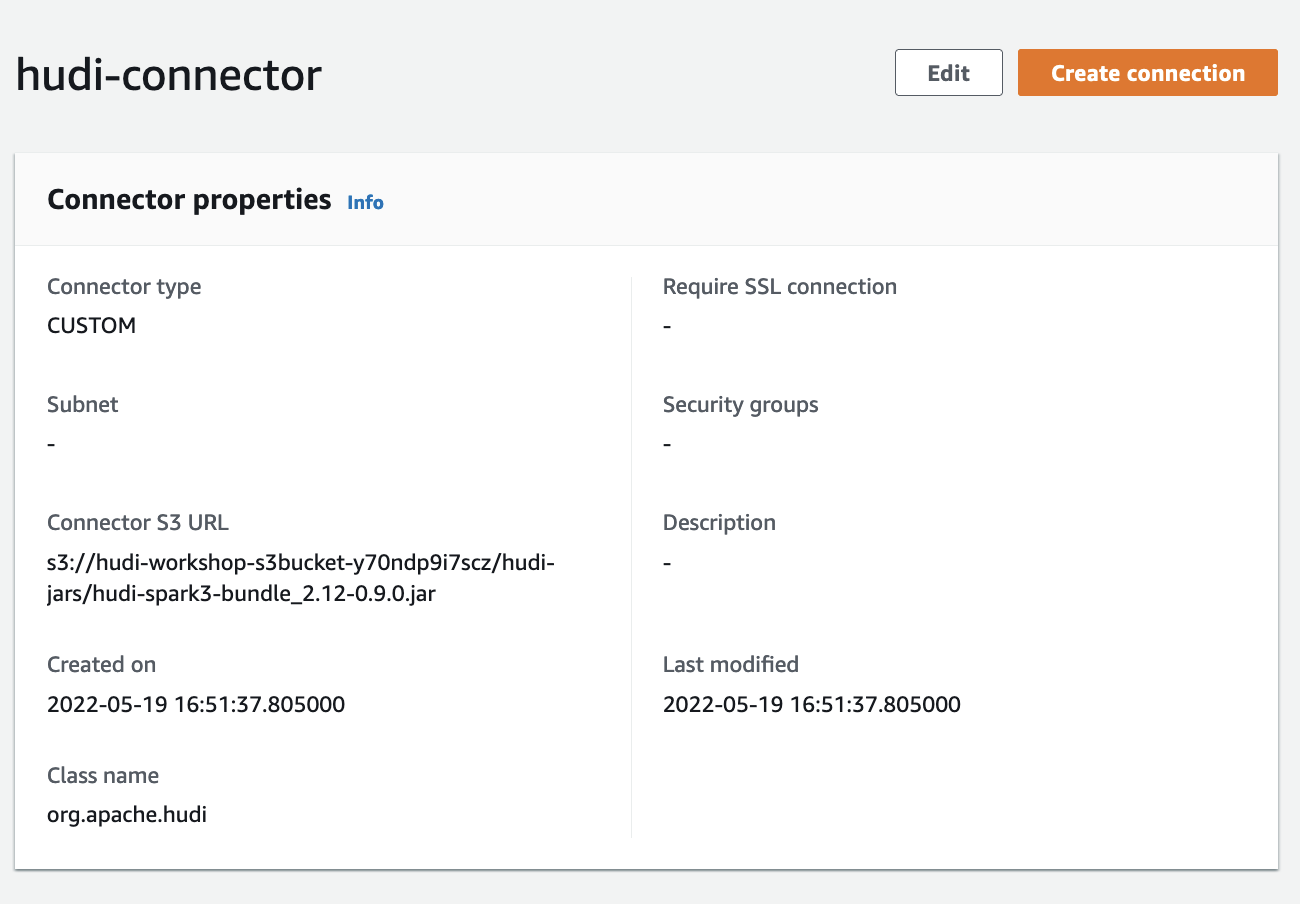 hudi-connector
Edit
Create connection
Connector properties Info
Connector type
CUSTOM
Require SSL connection
-
Subnet
-
Security groups
-
Connector S3 URL
s3://hudi-workshop-s3bucket-y70ndp9i7scz/hudi-
jars/hudi-spark3-bundle_2.12-0.9.0.jar
Description
-
Created on
2022-05-19 16:51:37.805000
Last modified
2022-05-19 16:51:37.805000
Class name
org.apache.hudi